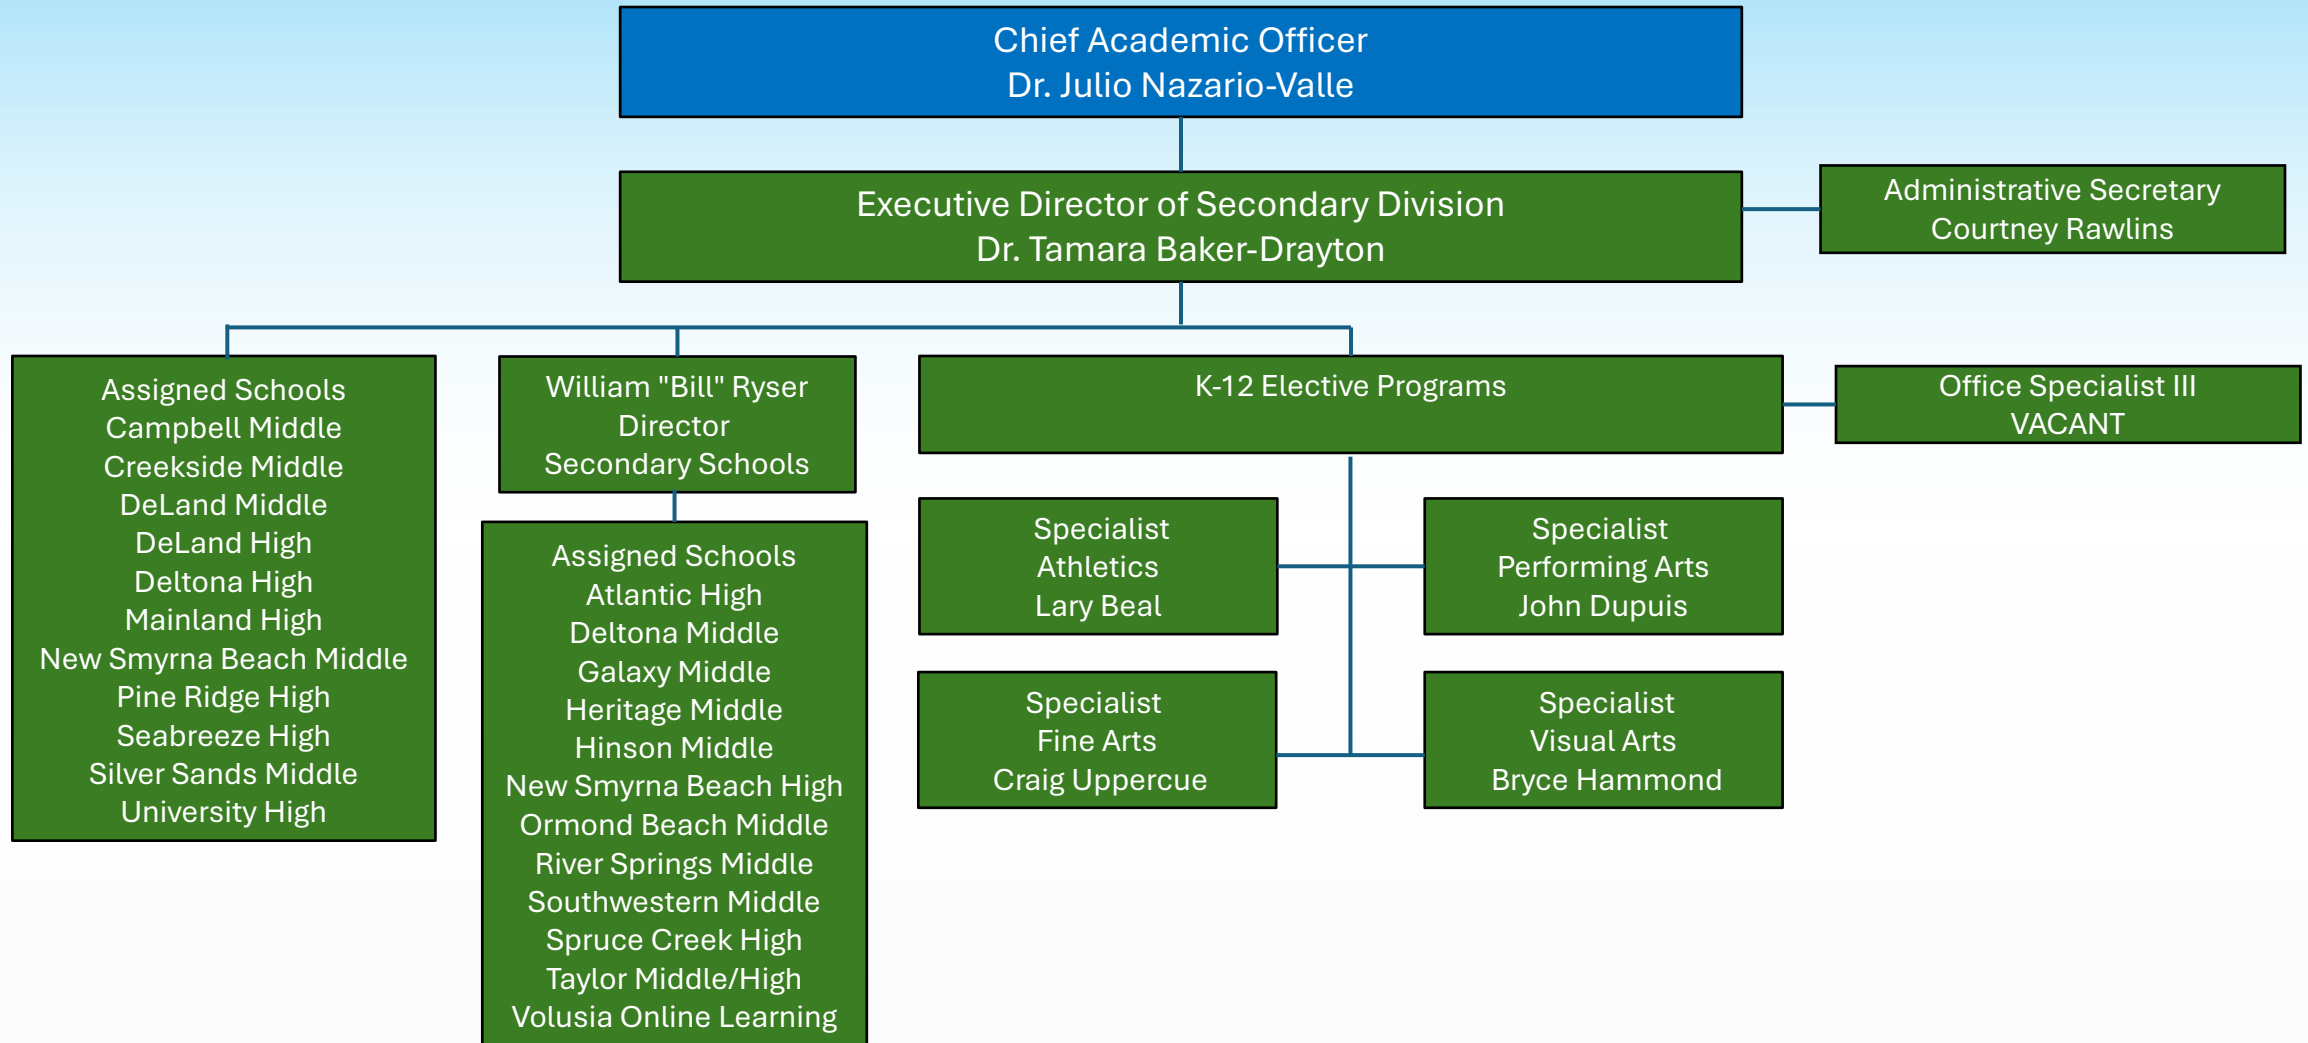 Chief Academic Officer
Dr. Julio Nazario-Valle
Executive Director of Secondary Division
Dr. Tamara Baker-Drayton
Administrative Secretary
Courtney Rawlins
Assigned Schools
Campbell Middle
Creekside Middle
DeLand Middle
DeLand High
Deltona High
Mainland High
New Smyrna Beach Middle
Pine Ridge High
Seabreeze High
Silver Sands Middle
University High
William "Bill" Ryser
Director
Secondary Schools
Assigned Schools
Atlantic High
Deltona Middle
Galaxy Middle
Heritage Middle
Hinson Middle
New Smyrna Beach High
Ormond Beach Middle
River Springs Middle
Southwestern Middle
Spruce Creek High
Taylor Middle/High
Volusia Online Learning
K-12 Elective Programs
Office Specialist III
VACANT
Specialist
Athletics
Lary Beal
Specialist
Performing Arts
John Dupuis
Specialist
Fine Arts
Craig Uppercue
Specialist
Visual Arts
Bryce Hammond